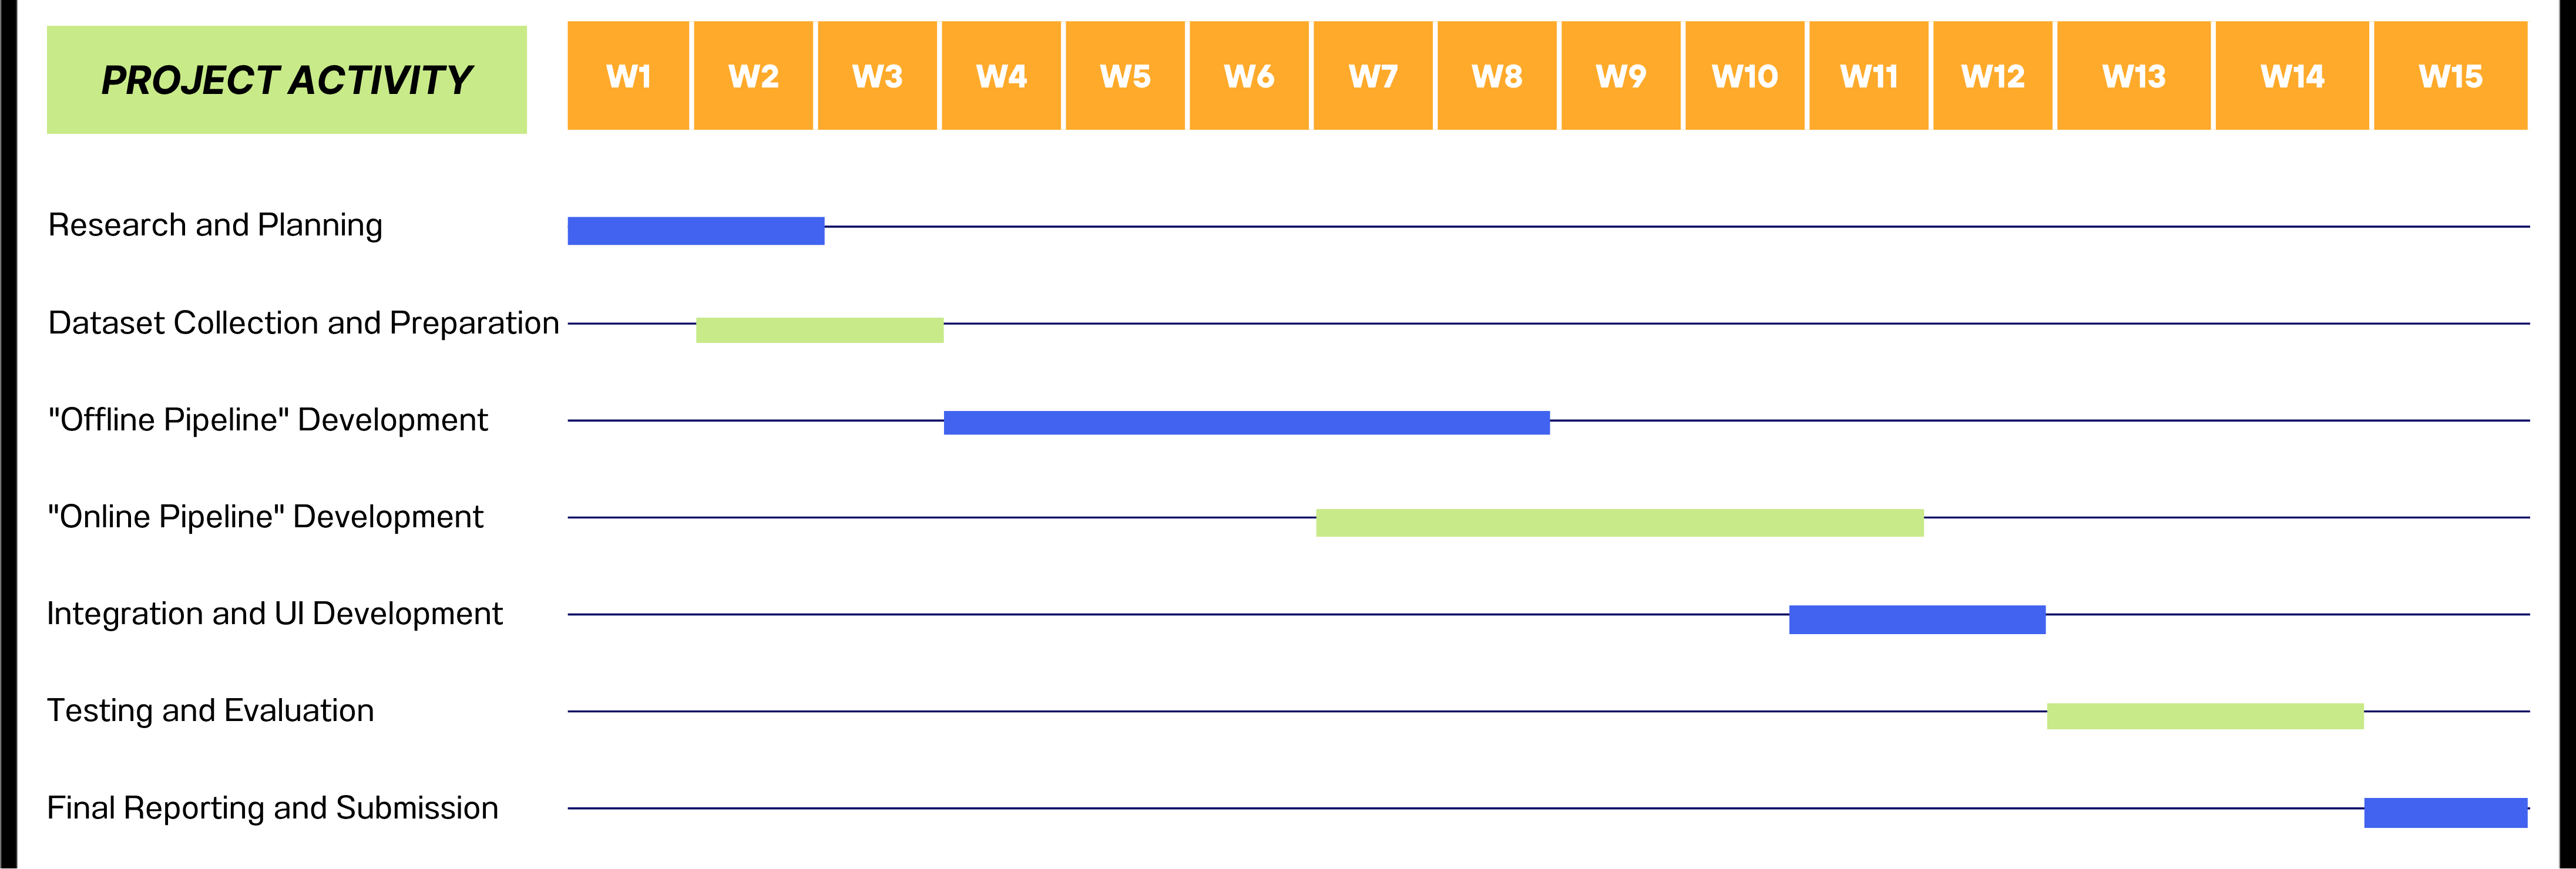 PROJECT ACTIVITY W1 W2 W3 W4 W5 W6 W7 W8 W9 W10 W11 W12 W13 W14 W15
Research and Planning
Dataset Collection and Preparation
"Offline Pipeline" Development
"Online Pipeline" Development
Integration and UI Development
Testing and Evaluation
Final Reporting and Submission